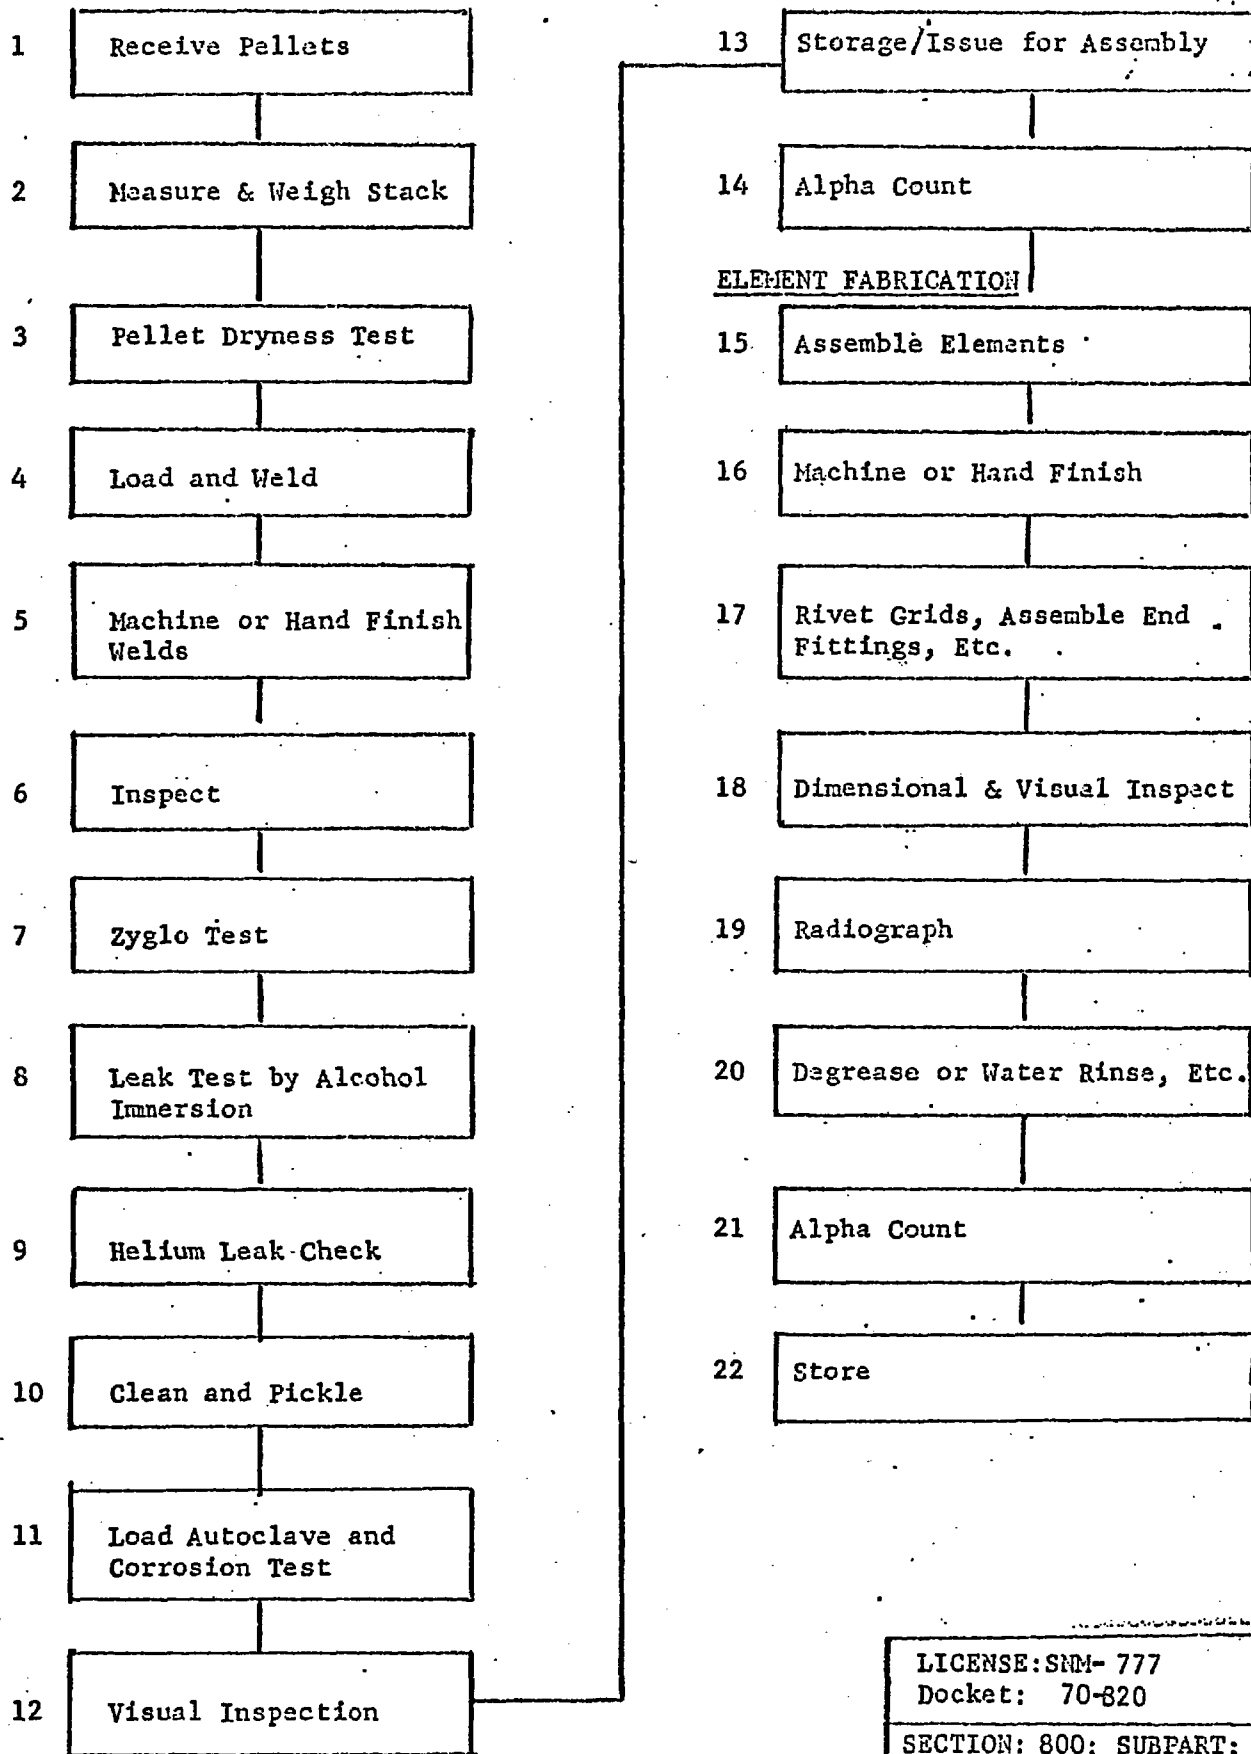 1 Receive Pellets
2 Measure & Weigh Stack
3 Pellet Dryness Test
4 Load and Weld
5 Machine or Hand Finish
Welds
6 Inspect
7 Zyglo Test
8 Leak Test by Alcohol
Immersion
9 Helium Leak Check
10 Clean and Pickle
11 Load Autoclave and
Corrosion Test
12 Visual Inspection
13 Storage/Issue for Assembly
14 Alpha Count
ELEMENT FABRICATION
15 Assemble Elements
16 Machine or Hand Finish
17 Rivet Grids, Assemble End
Fittings, Etc.
18 Dimensional & Visual Inspect
19 Radiograph
20 Degrease or Water Rinse, Etc.
21 Alpha Count
22 Store
LICENSE: SNM- 777
Docket: 70-820
SECTION: 800: SUBPART: